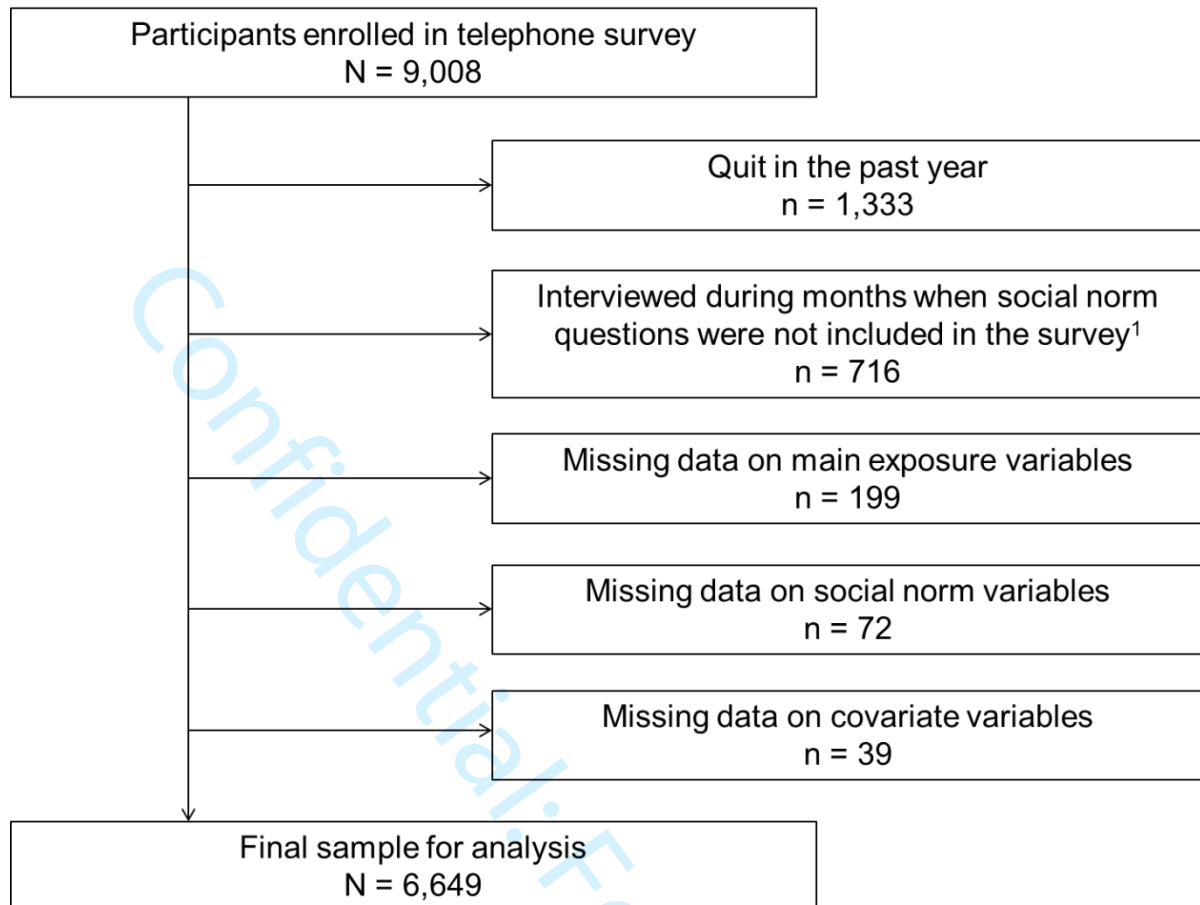 Participants enrolled in telephone survey
N = 9,008
Quit in the past year
n = 1,333
Interviewed during months when social norm
questions were not included in the survey¹
n = 716
Missing data on main exposure variables
n = 199
Missing data on social norm variables
n = 72
Missing data on covariate variables
n = 39
Final sample for analysis
N = 6,649
Confidential: Fo